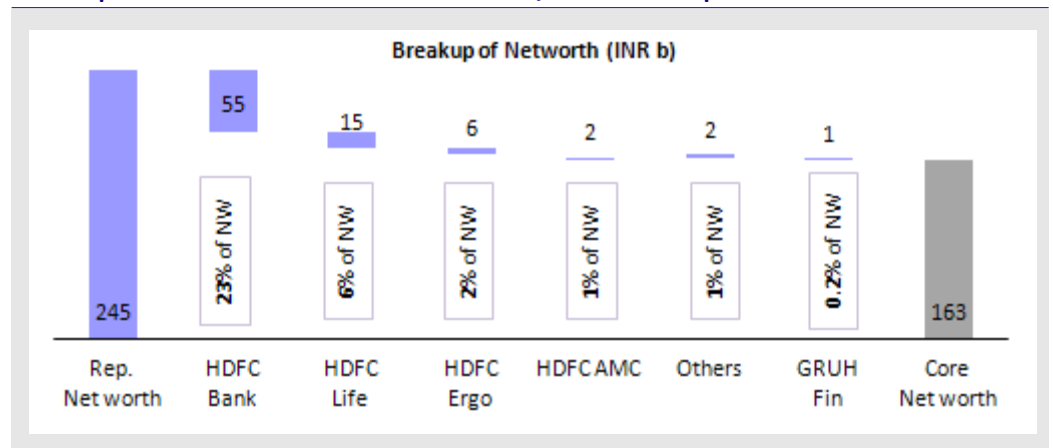 Breakup of Networth (INR b)
55
15
6
2
2
1
23% of NW
6% of NW
2% of NW
1% of NW
1% of NW
0.2% of NW
245
163
Rep.
Net worth
HDFC
Bank
HDFC
Life
HDFC
Ergo
HDFC AMC
Others
GRUH
Fin
Core
Net worth